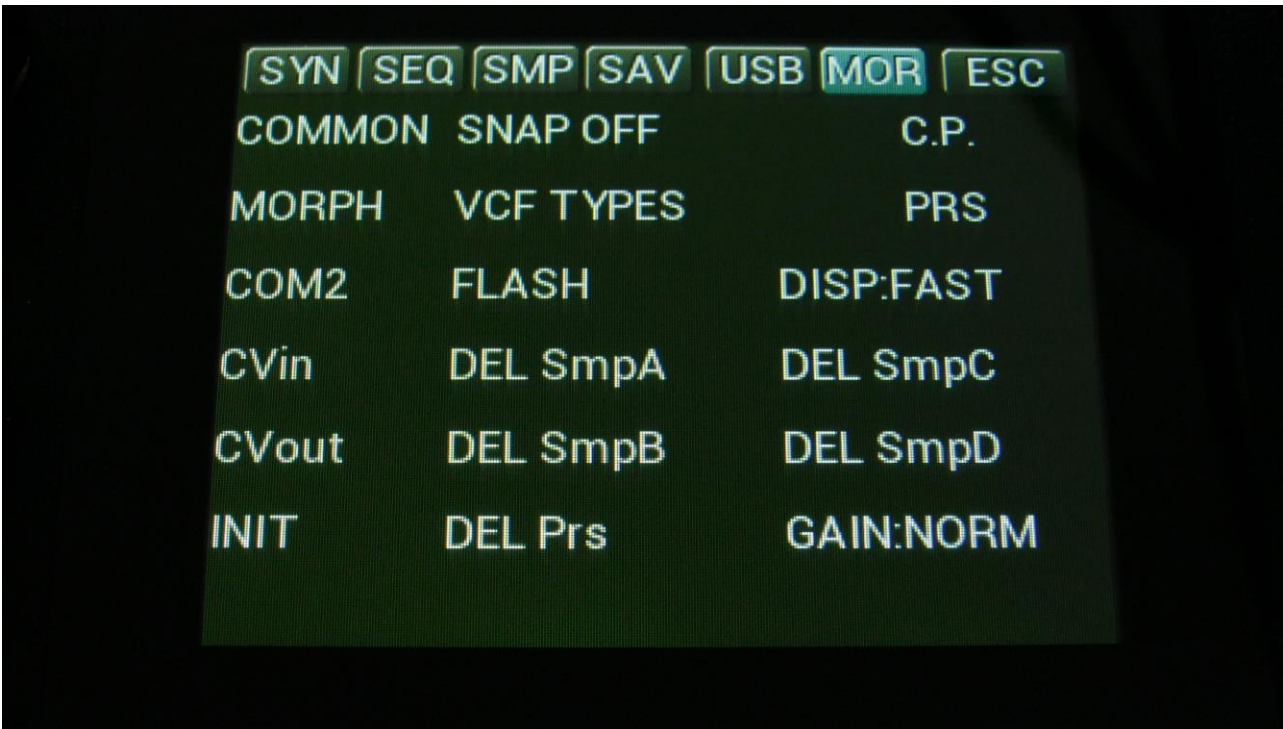 SYN SEQ SMP SAV USB MOR ESC
COMMON SNAP OFF C.P.
MORPH VCF TYPES PRS
COM2 FLASH DISP:FAST
CVin DEL SmpA DEL SmpC
CVout DEL SmpB DEL SmpD
INIT DEL Prs GAIN:NORM